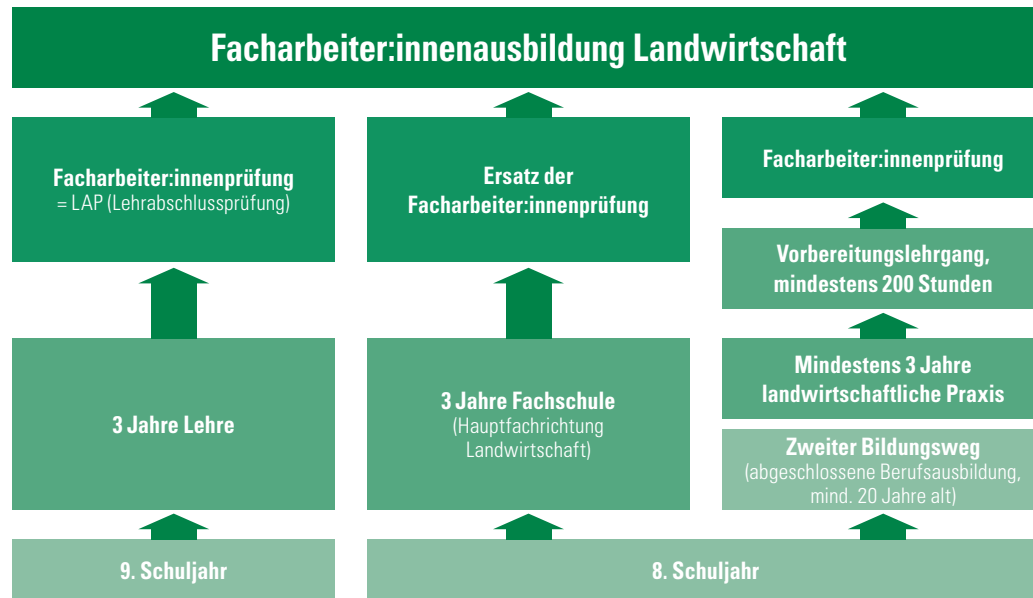 Facharbeiter:innenausbildung Landwirtschaft
Facharbeiter:innenprüfung
= LAP (Lehrabschlussprüfung)
3 Jahre Lehre
9. Schuljahr
Ersatz der
Facharbeiter:innenprüfung
3 Jahre Fachschule
(Hauptfachrichtung
Landwirtschaft)
Facharbeiter:innenprüfung
Vorbereitungslehrgang,
mindestens 200 Stunden
Mindestens 3 Jahre
landwirtschaftliche Praxis
Zweiter Bildungsweg
(abgeschlossene Berufsausbildung,
mind. 20 Jahre alt)
8. Schuljahr